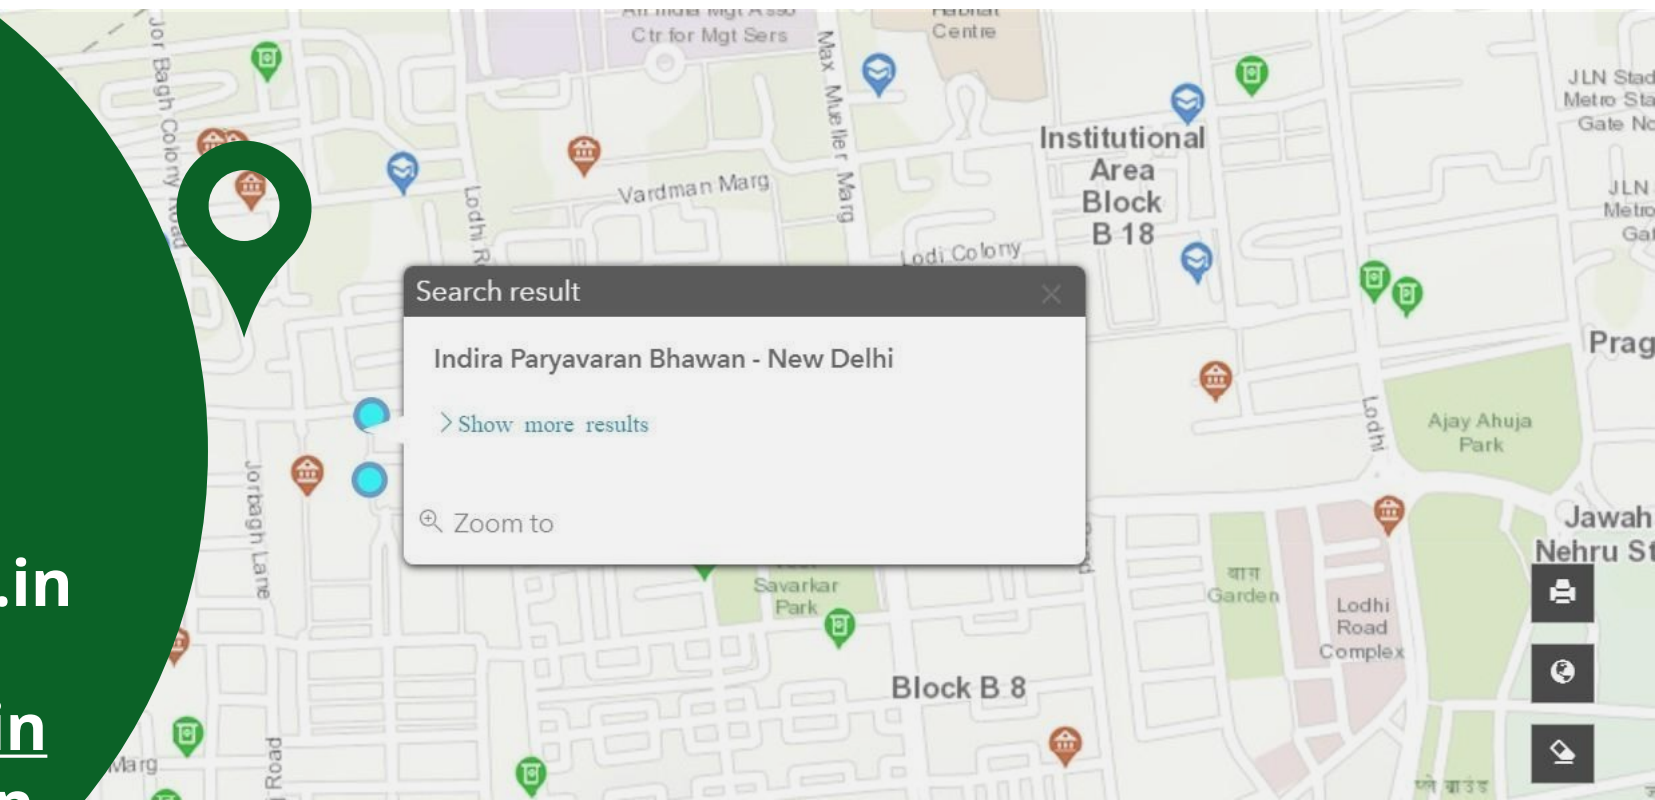 Ctr for Mgt Sers
Centre
Jor Bagh Colony Road
Max Mueller Marg
JLN Stad
Metro Sta
Gate No
Institutional
Area
Block
B 18
Vardman Marg
JLN
Metro
Gat
Lodhi R
Lodi Colony
Search result
Indira Paryavaran Bhawan - New Delhi
Show more results
Zoom to
Prag
Lodhi
Ajay Ahuja
Park
Jorbagh Lane
Jawah
Nehru St
.in
Savarkar
Park
बाग़
Garden
Lodhi
Road
Complex
Block B 8
in
Marg
Road